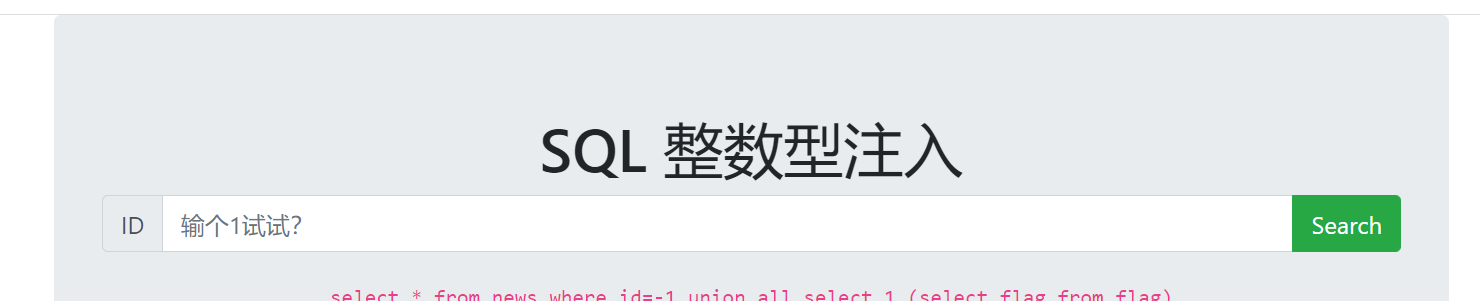 SQL 整数型注入
ID 输个1试试？ Search
select * from news where id=-1 union all select 1,(select flag from flag)